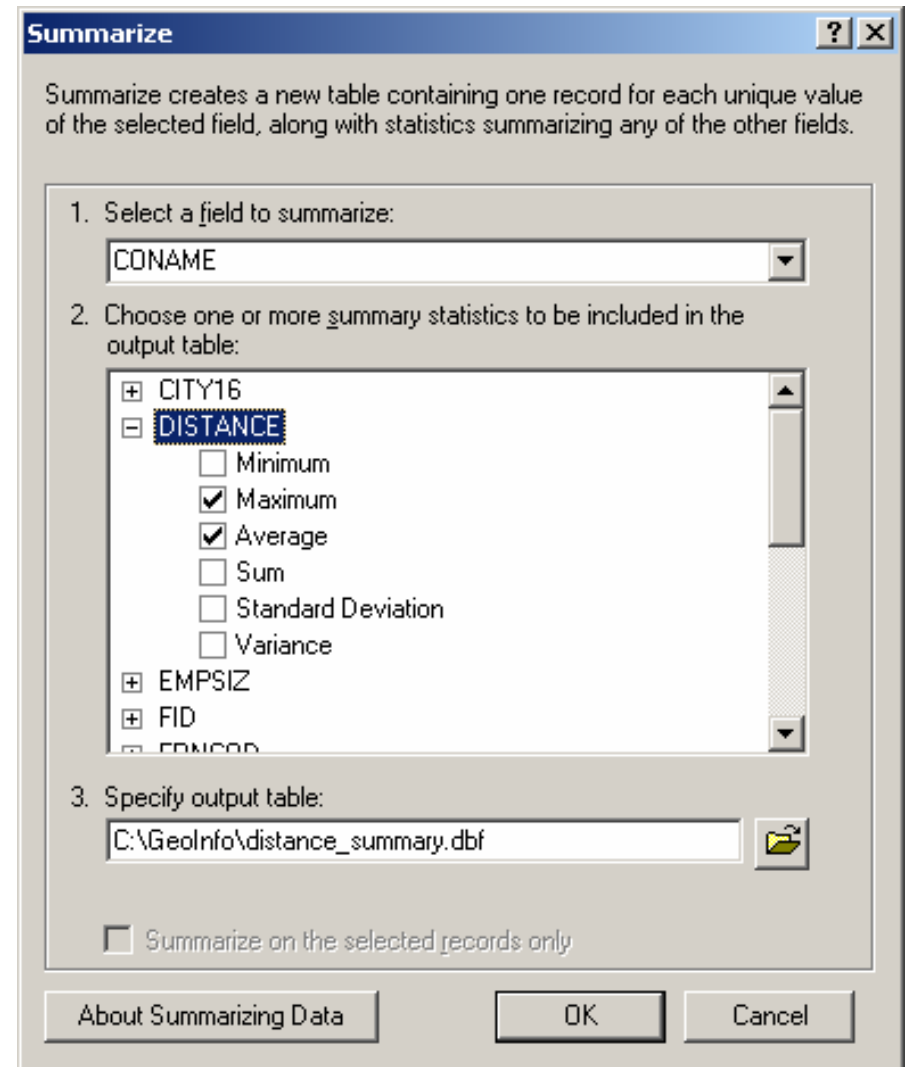 Summarize
Summarize creates a new table containing one record for each unique value
of the selected field, along with statistics summarizing any of the other fields.
1. Select a field to summarize:
CONAME
2. Choose one or more summary statistics to be included in the
output table:
CITY16
DISTANCE
Minimum
Maximum
Average
Sum
Standard Deviation
Variance
EMPSIZ
FID
3. Specify output table:
C:\GeoInfo\distance_summary.dbf
Summarize on the selected records only
About Summarizing Data
OK
Cancel